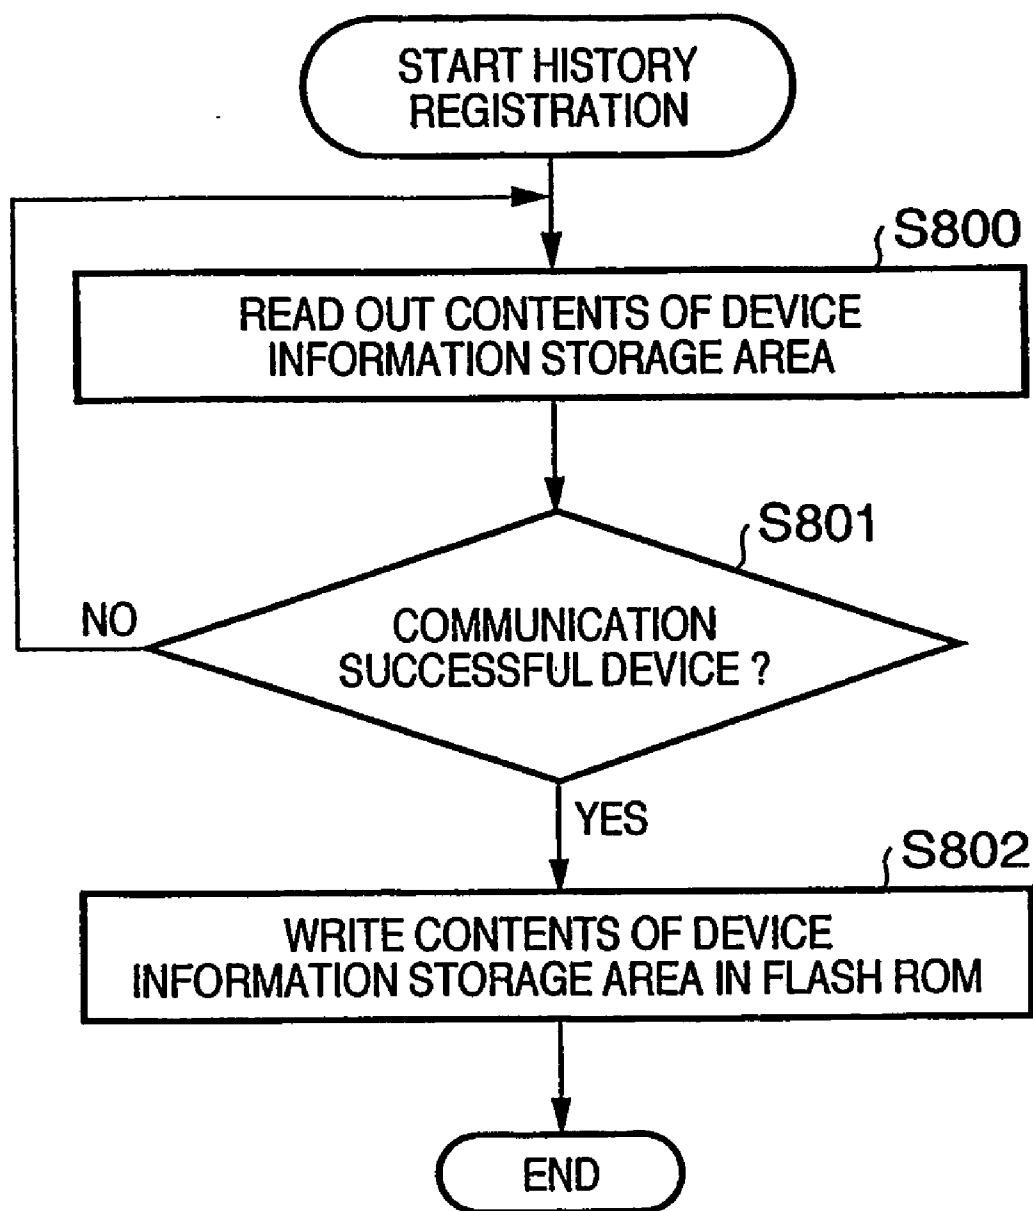 START HISTORY
REGISTRATION
S800
READ OUT CONTENTS OF DEVICE
INFORMATION STORAGE AREA
S801
NO
COMMUNICATION
SUCCESSFUL DEVICE ?
YES
S802
WRITE CONTENTS OF DEVICE
INFORMATION STORAGE AREA IN FLASH ROM
END